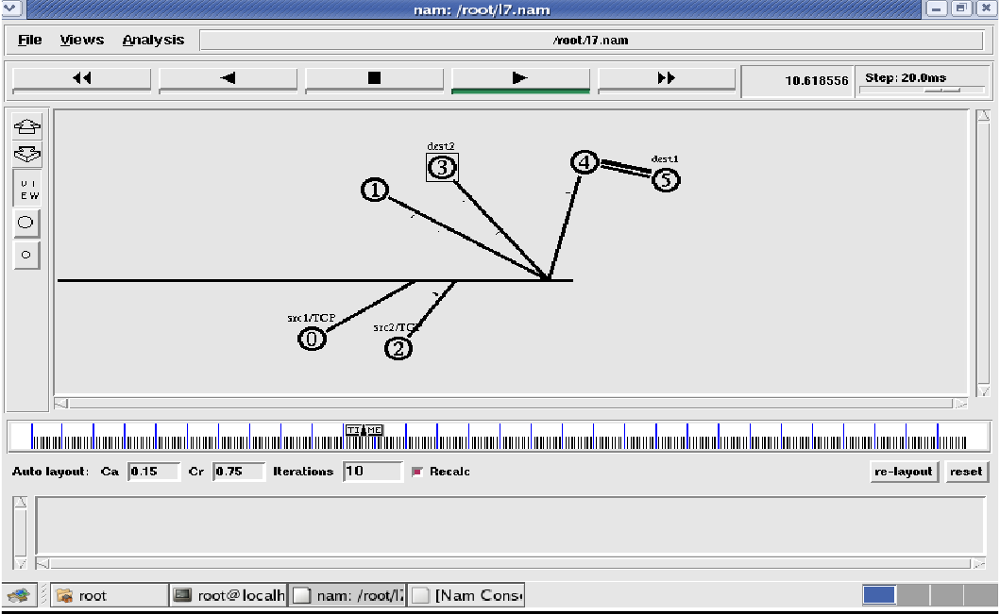 nam: /root/l7.nam
File Views Analysis /root/l7.nam
10.618556 Step: 20.0ms
V I
E W
dest2
3
1
4
dest1
5
src1/TCP
0
src2/TCP
2
TIME
Auto layout: Ca 0.15 Cr 0.75 Iterations 10 Recalc re-layout reset
root root@localh nam: /root/l7 [Nam Cons